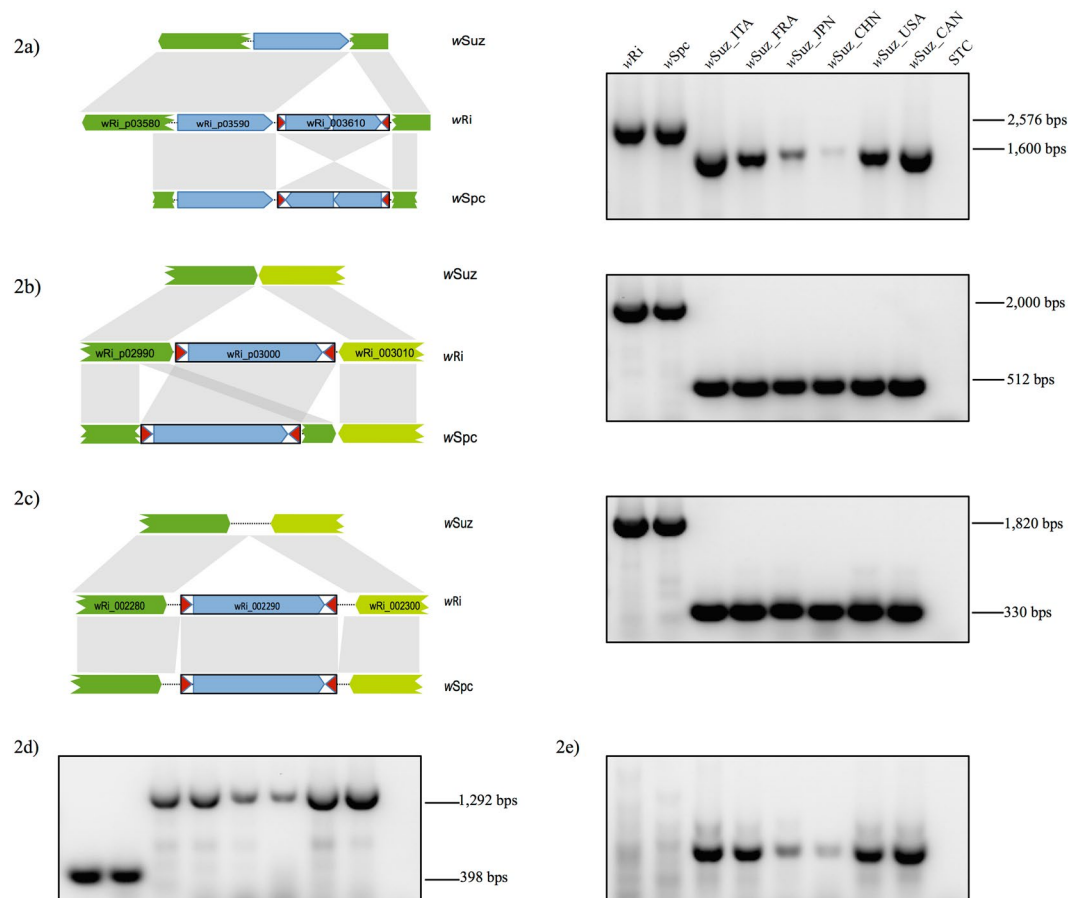 2a)
wSuz
wRi_p03580 wRi_p03590 wRi_003610 wRi
wSpc
wRi wSpc wSuz_ITA wSuz_FRA wSuz_JPN wSuz_CHN wSuz_USA wSuz_CAN STC
2,576 bps
1,600 bps
2b)
wSuz
wRi_p02990 wRi_p03000 wRi_003010 wRi
wSpc
2,000 bps
512 bps
2c)
wSuz
wRi_002280 wRi_002290 wRi_002300 wRi
wSpc
1,820 bps
330 bps
2d)
1,292 bps
398 bps
2e)